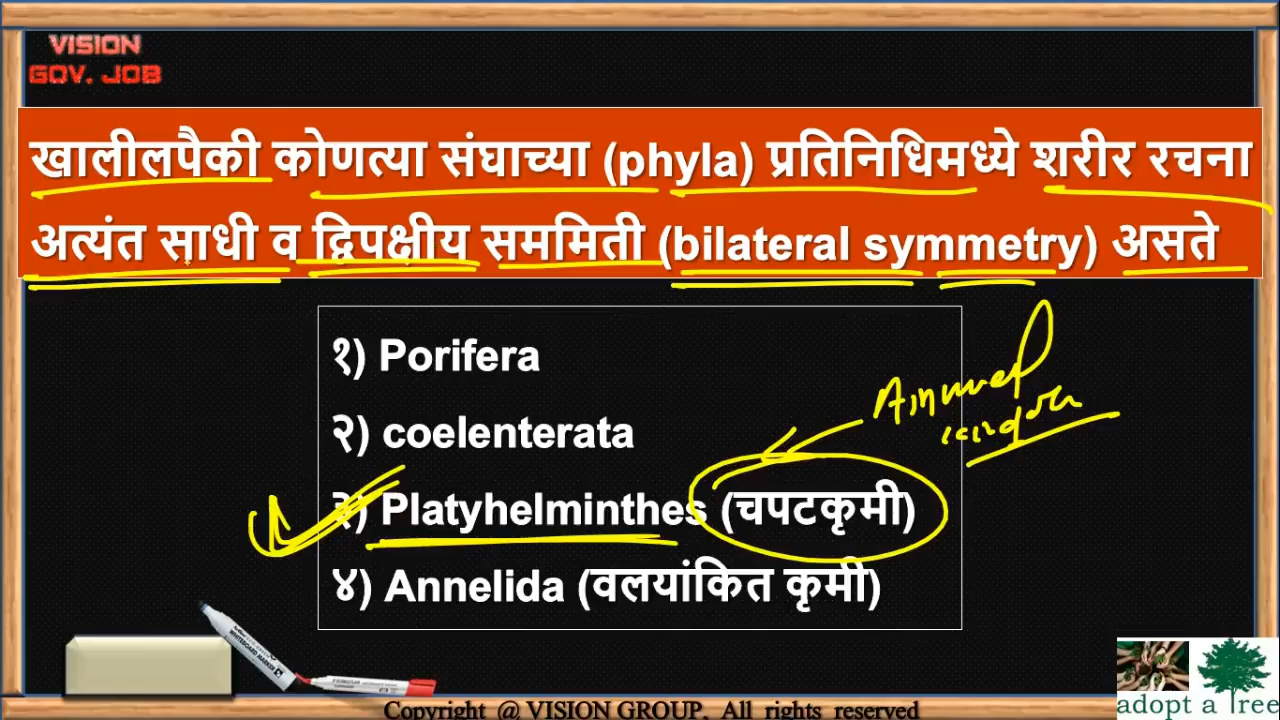 VISION
GOV. JOB
खालीलपैकी कोणत्या संघाच्या (phyla) प्रतिनिधिमध्ये शरीर रचना
अत्यंत साधी व द्विपक्षीय सममिती (bilateral symmetry) असते
१) Porifera
२) coelenterata
३) Platyhelminthes (चपटकृमी)
४) Annelida (वलयांकित कृमी)
adopt a Tree
Copyright @ VISION GROUP, All rights reserved